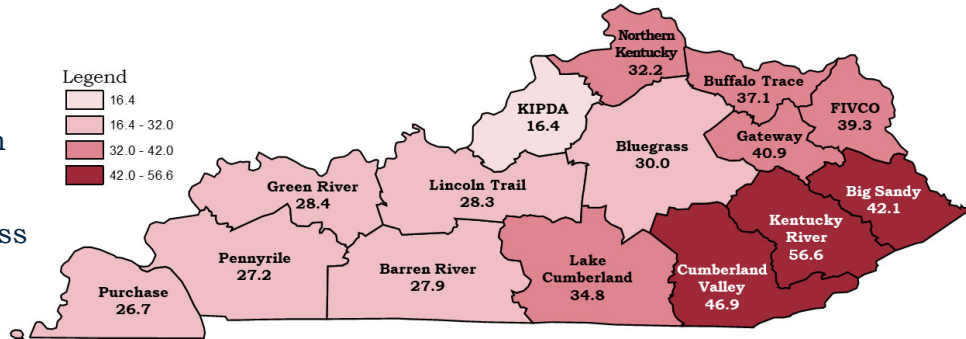 Legend
16.4
16.4 - 32.0
32.0 - 42.0
42.0 - 56.6
n
ss
Northern
Kentucky
32.2
Buffalo Trace
37.1
FIVCO
39.3
KIPDA
16.4
Gateway
40.9
Bluegrass
30.0
Big Sandy
42.1
Green River
28.4
Lincoln Trail
28.3
Kentucky
River
56.6
Pennyrile
27.2
Barren River
27.9
Lake
Cumberland
34.8
Cumberland
Valley
46.9
Purchase
26.7